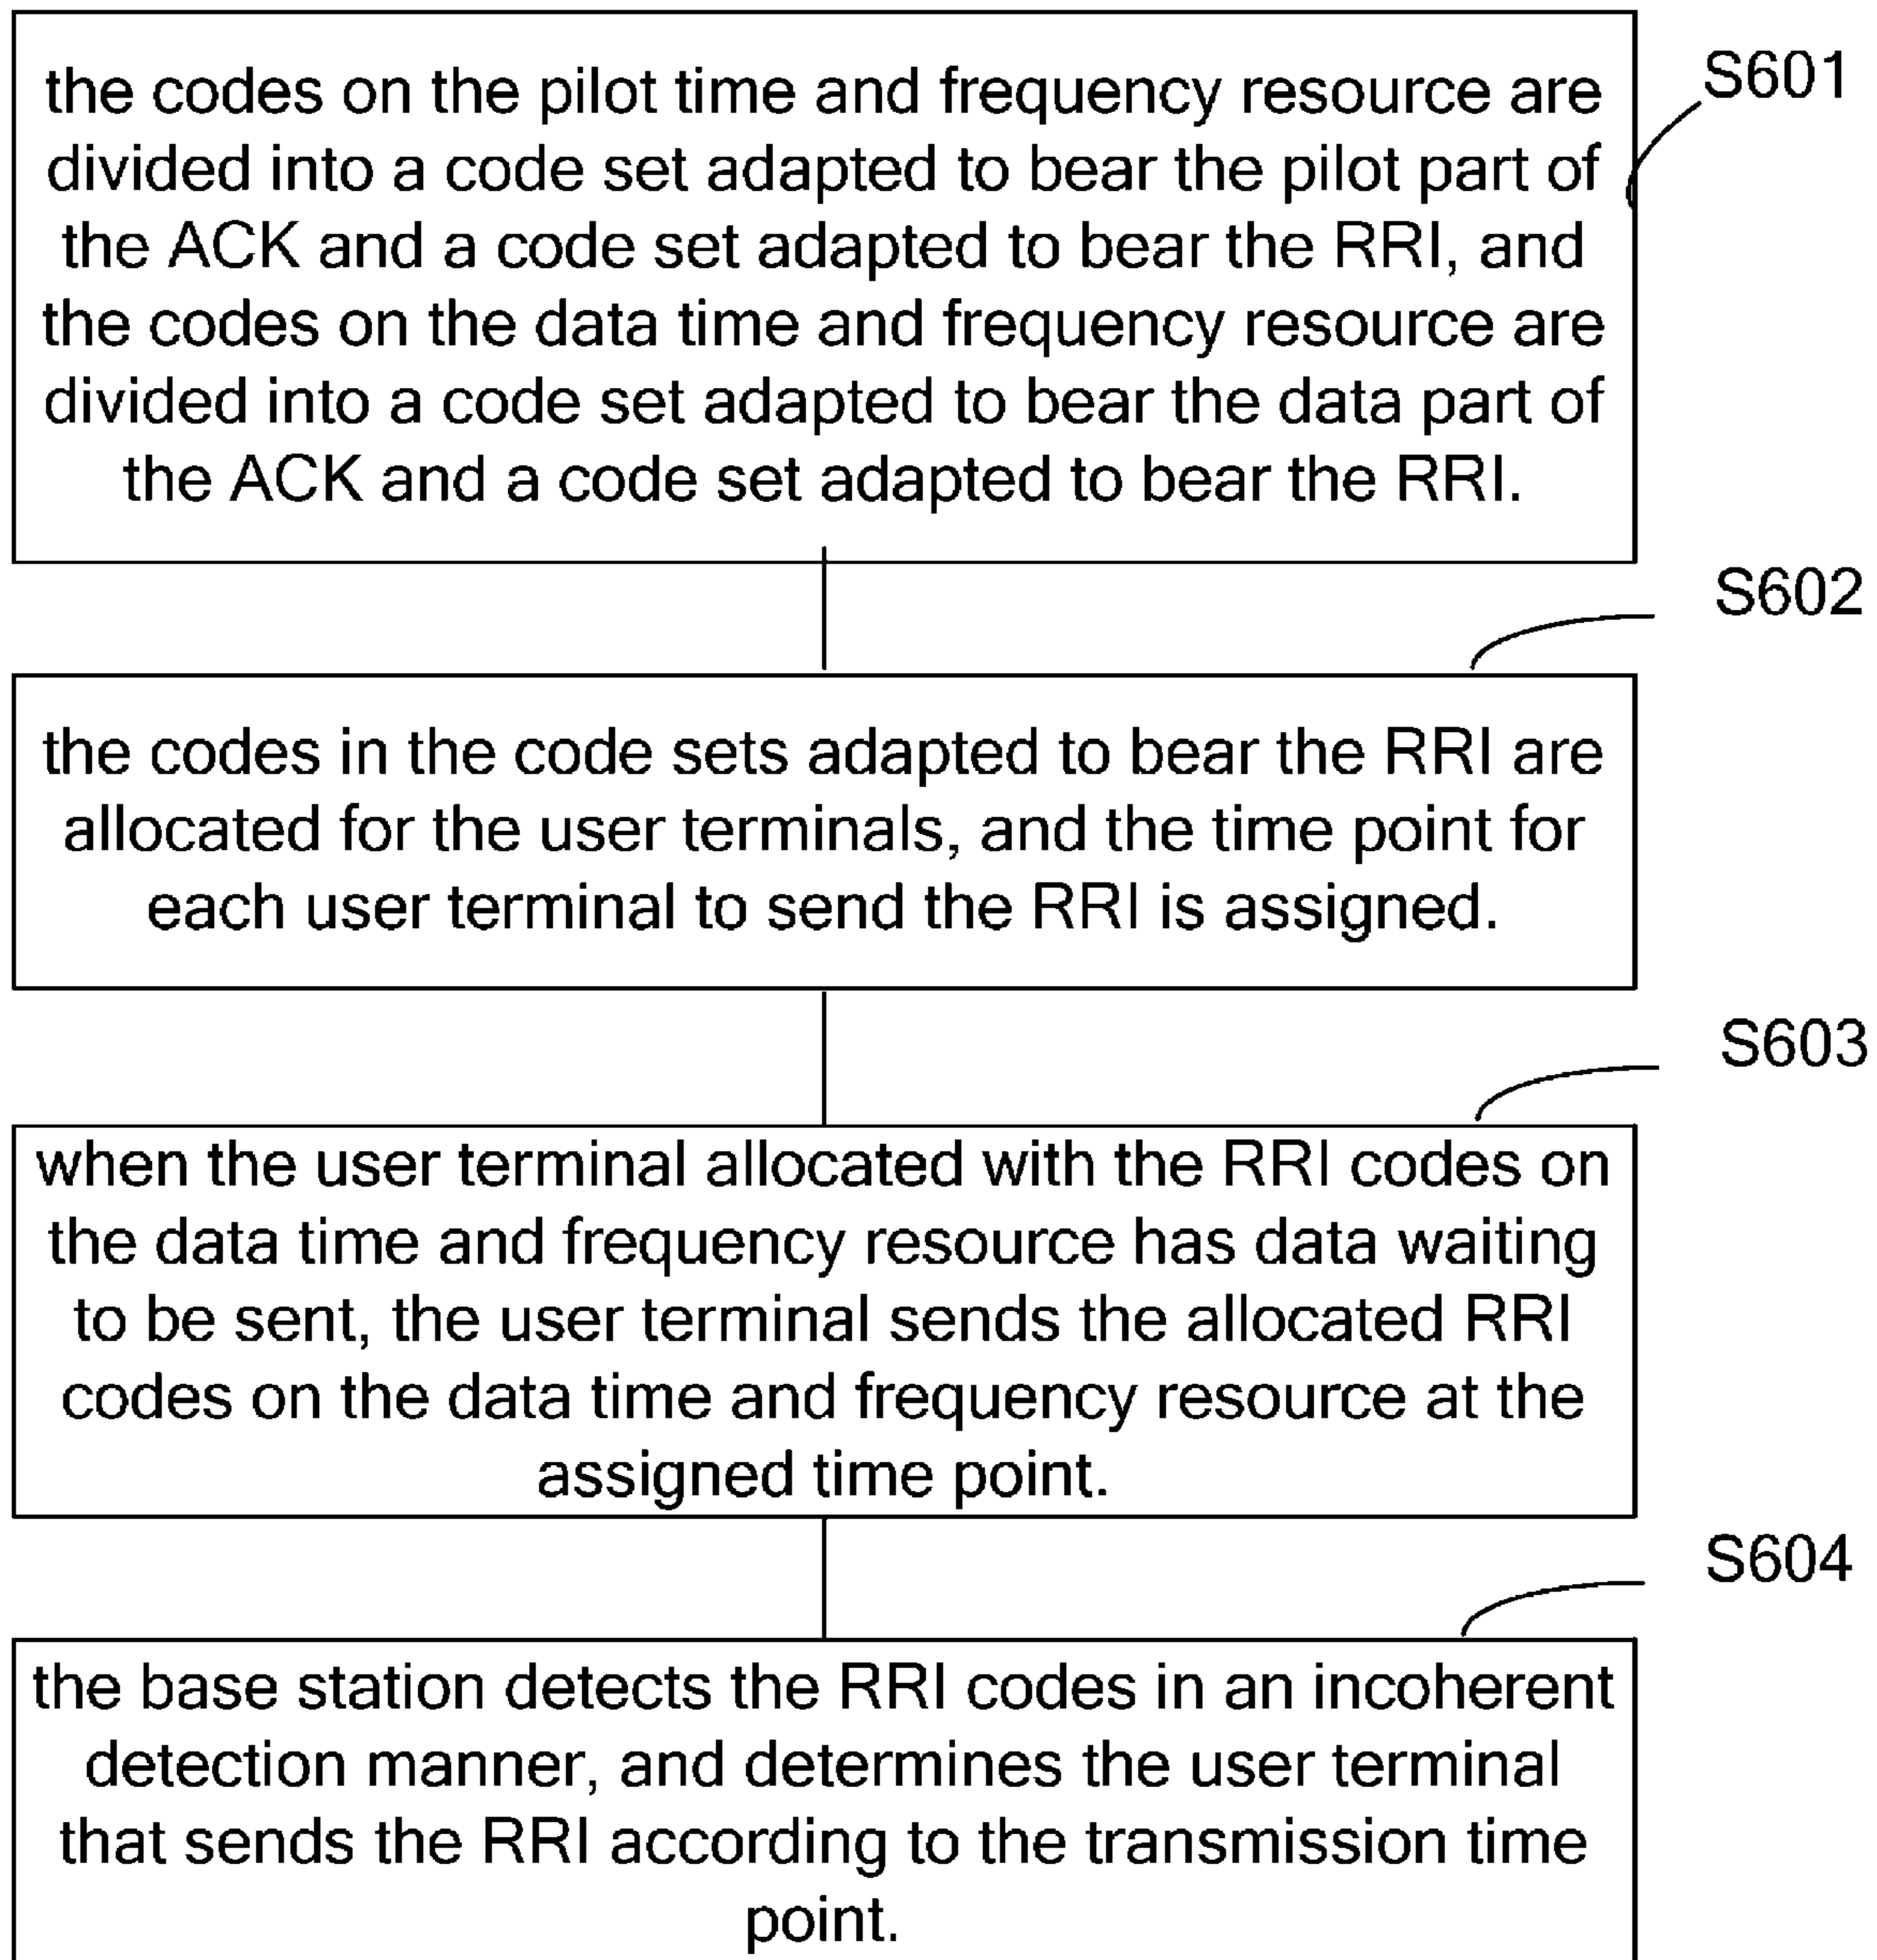 the codes on the pilot time and frequency resource are
divided into a code set adapted to bear the pilot part of
the ACK and a code set adapted to bear the RRI, and
the codes on the data time and frequency resource are
divided into a code set adapted to bear the data part of
the ACK and a code set adapted to bear the RRI.
S601
S602
the codes in the code sets adapted to bear the RRI are
allocated for the user terminals, and the time point for
each user terminal to send the RRI is assigned.
S603
when the user terminal allocated with the RRI codes on
the data time and frequency resource has data waiting
to be sent, the user terminal sends the allocated RRI
codes on the data time and frequency resource at the
assigned time point.
S604
the base station detects the RRI codes in an incoherent
detection manner, and determines the user terminal
that sends the RRI according to the transmission time
point.